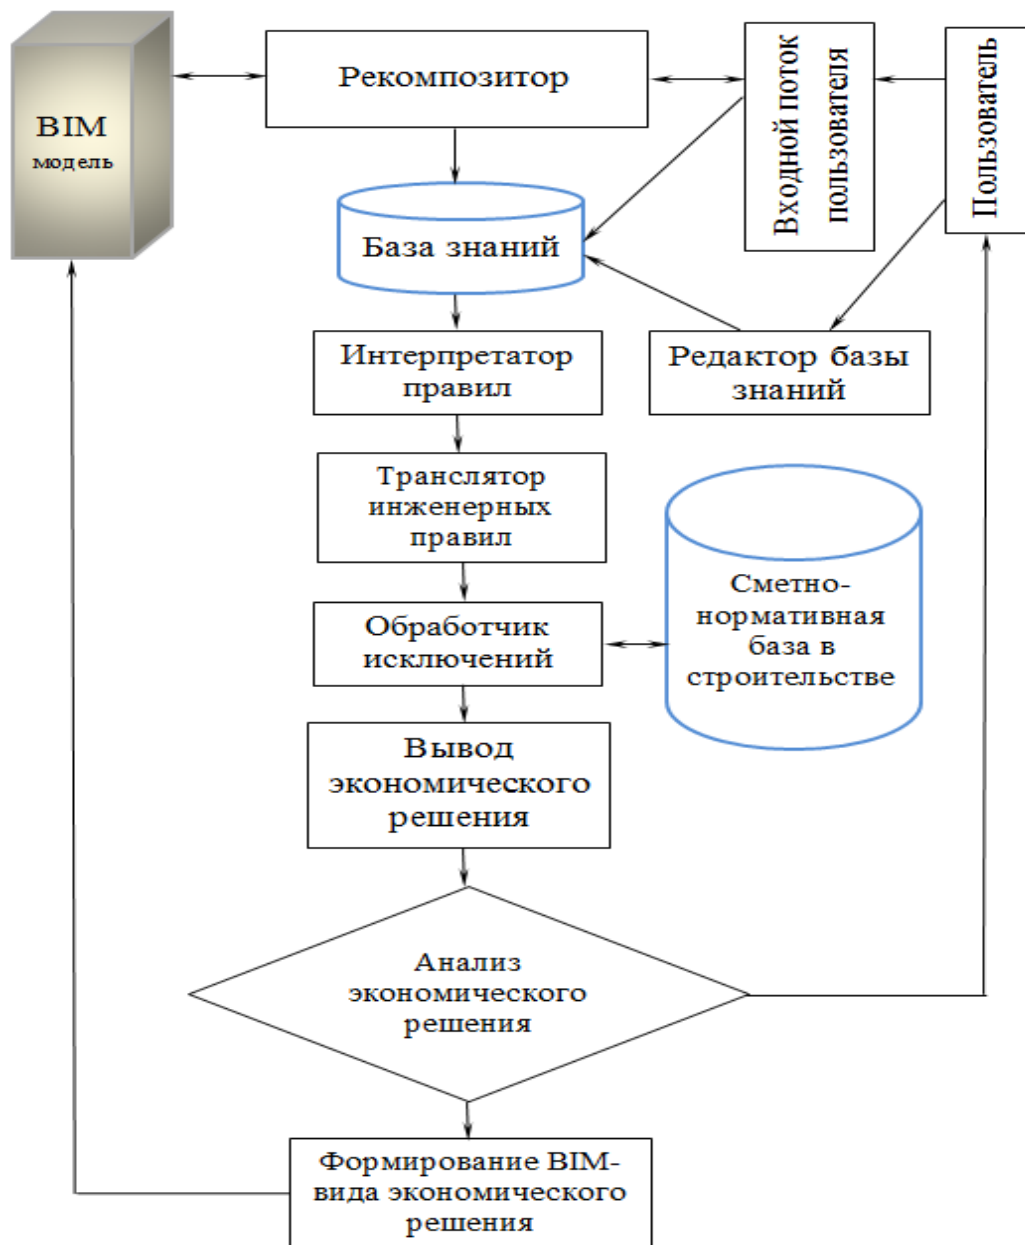 BIM
модель
Рекомпозитор
Входной поток
пользователя
Пользователь
База знаний
Интерпретатор
правил
Редактор базы
знаний
Транслятор
инженерных
правил
Сметно-
нормативная
база в
строительстве
Обработчик
исключений
Вывод
экономического
решения
Анализ
экономического
решения
Формирование BIM-
вида экономического
решения